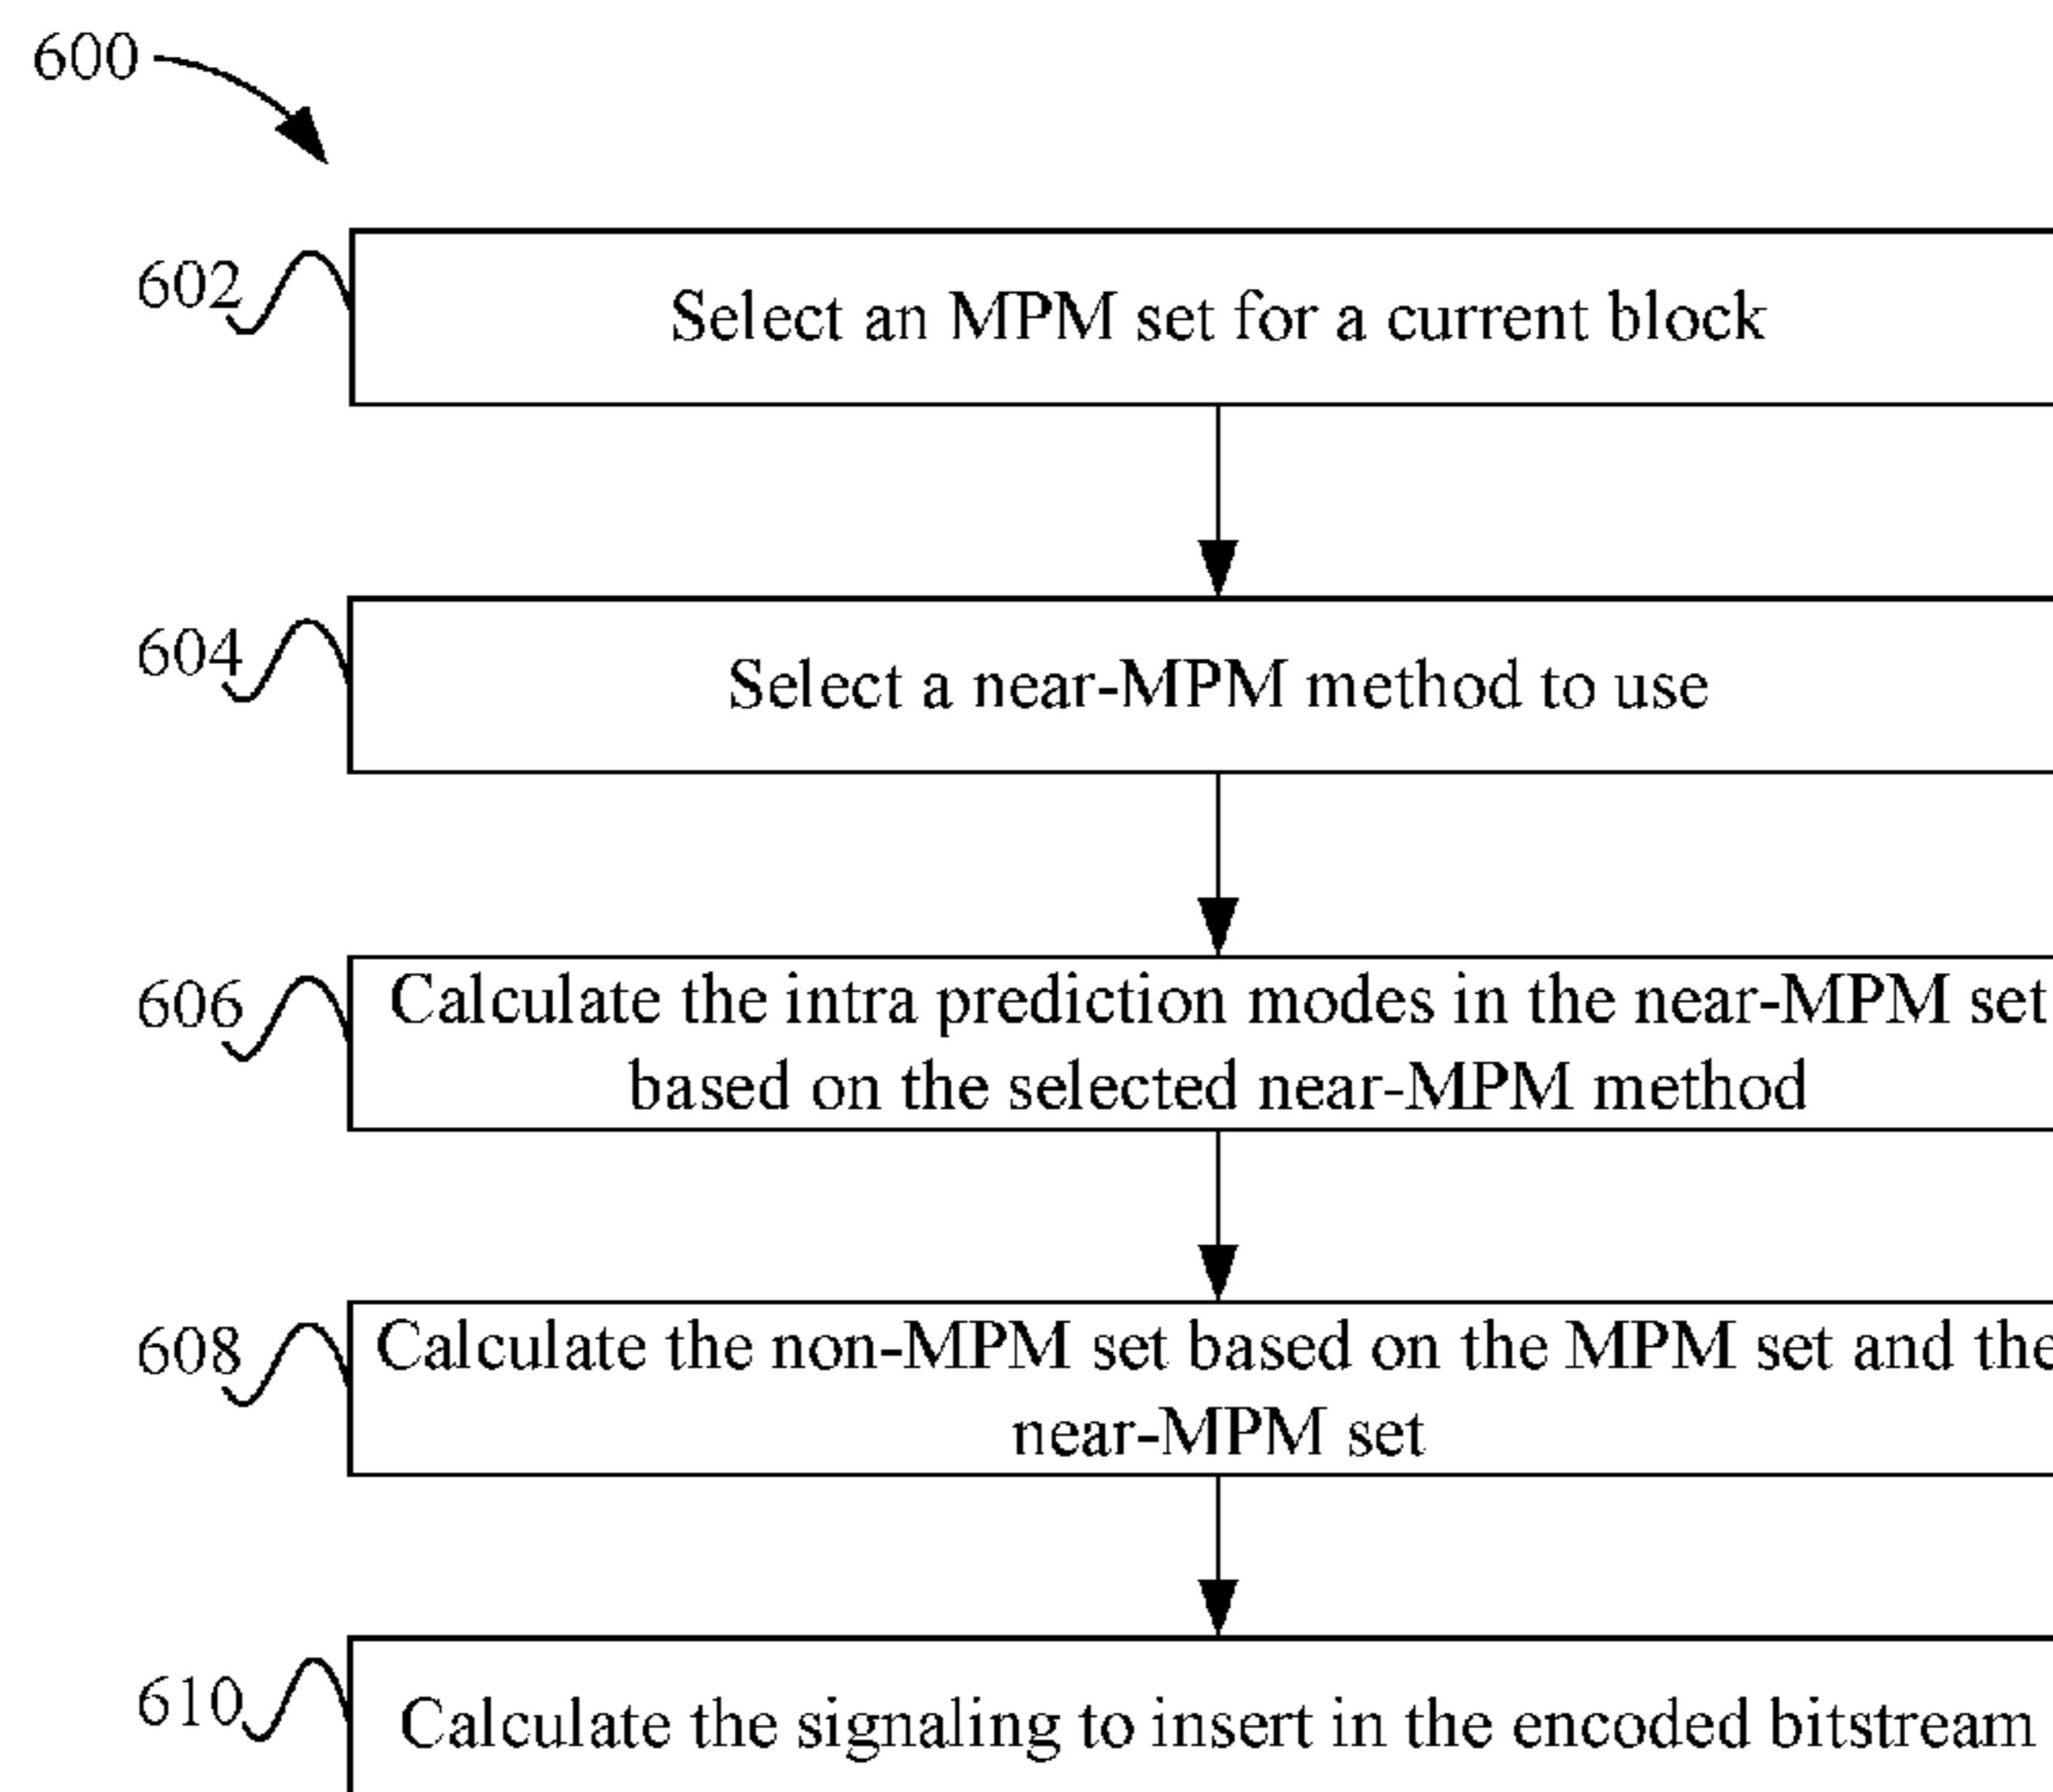 600
602
Select an MPM set for a current block
604
Select a near-MPM method to use
606
Calculate the intra prediction modes in the near-MPM set
based on the selected near-MPM method
608
Calculate the non-MPM set based on the MPM set and the
near-MPM set
610
Calculate the signaling to insert in the encoded bitstream